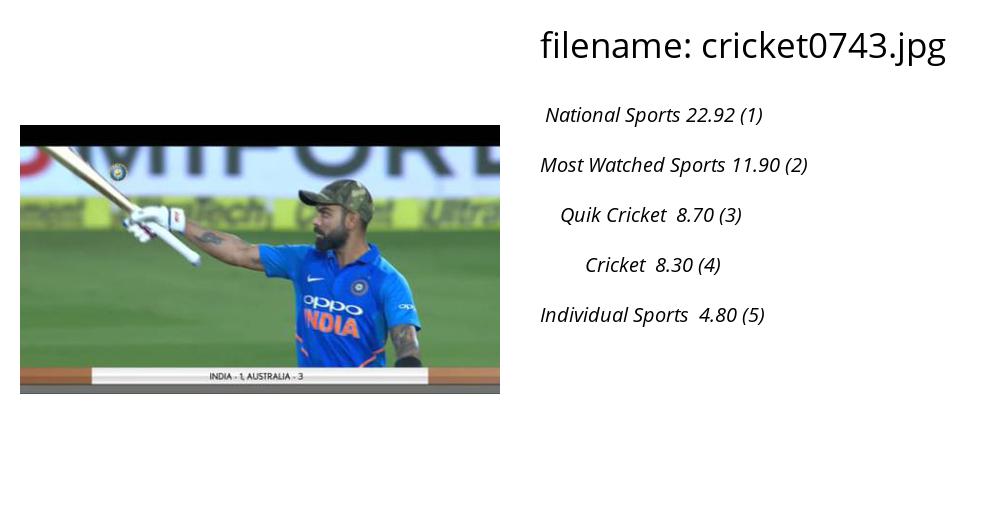 filename: cricket0743.jpg
National Sports 22.92 (1)
Most Watched Sports 11.90 (2)
Quik Cricket 8.70 (3)
Cricket 8.30 (4)
Individual Sports 4.80 (5)
oppo
INDIA
oppo
INDIA - 1, AUSTRALIA - 3